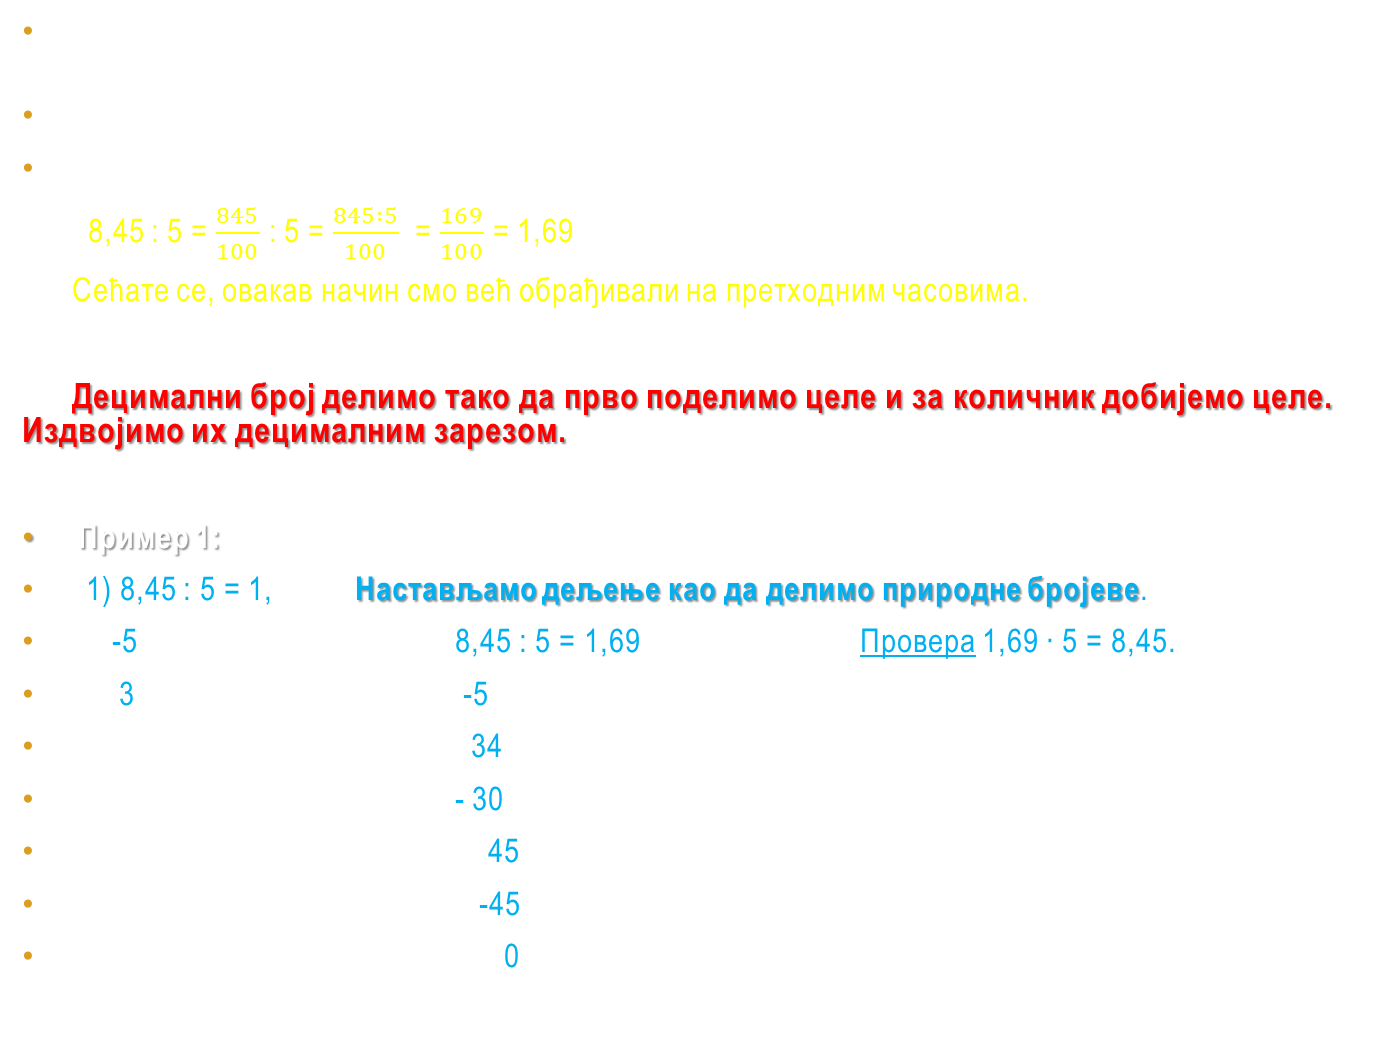 8,45 : 5 = 845/100 : 5 = 845:5/100 = 169/100 = 1,69
Сећате се, овакав начин смо већ обрађивали на претходним часовима.
Децимални број делимо тако да прво поделимо целе и за количник добијемо целе.
Издвојимо их децималним зарезом.
• Пример 1:
• 1) 8,45 : 5 = 1, Настављамо дељење као да делимо природне бројеве.
• -5 8,45 : 5 = 1,69 Провера 1,69 · 5 = 8,45.
• 3 -5
• 34
• - 30
• 45
• -45
• 0